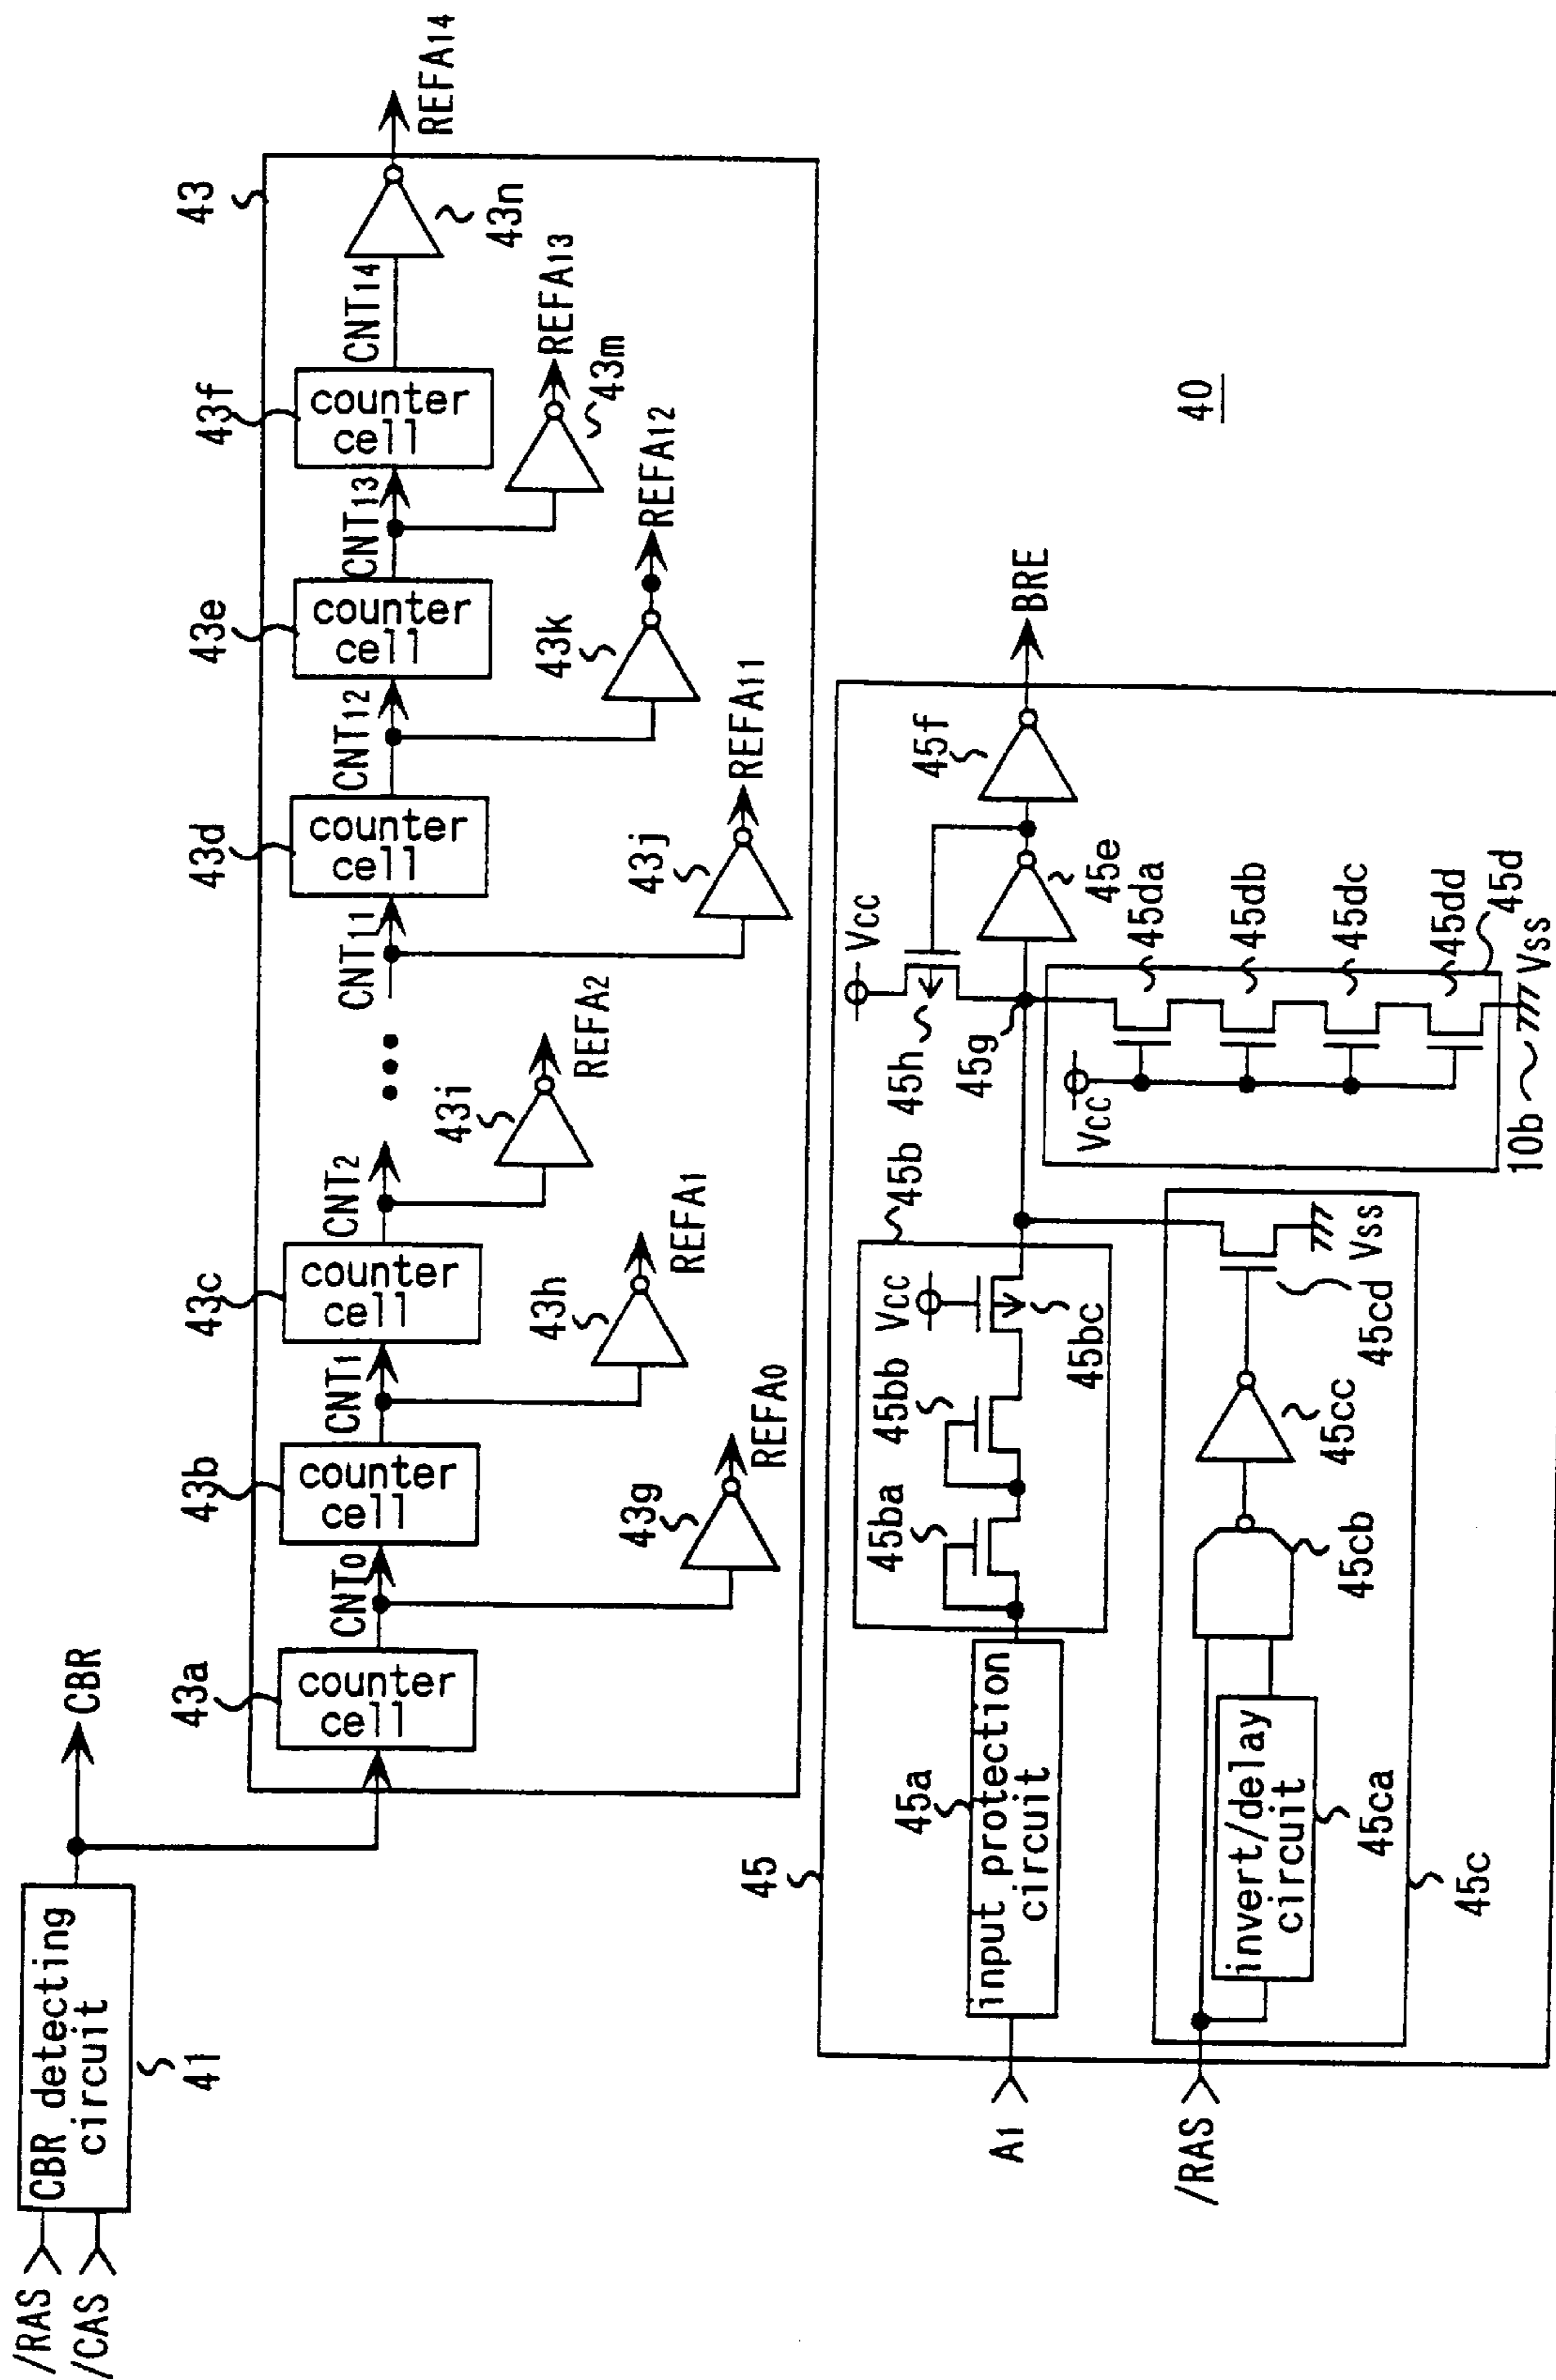 /RAS
/CAS
CBR detecting
circuit
41
CBR
43
43a
counter
cell
CNT0
43b
counter
cell
CNT1
43c
counter
cell
CNT2
CNT11
43d
counter
cell
CNT12
43e
counter
cell
CNT13
43f
counter
cell
CNT14
43n
REFA14
43g
REFA0
43h
REFA1
43i
REFA2
43j
REFA11
43k
REFA12
43m
REFA13
40
45
A1
45a
input protection
circuit
45b
45ba
45bb
Vcc
45bc
45h
Vcc
45g
45e
45f
BRE
/RAS
invert/delay
circuit
45ca
45cb
45cc
45cd
Vss
45c
Vcc
45da
45db
45dc
45dd
45d
10b
Vss